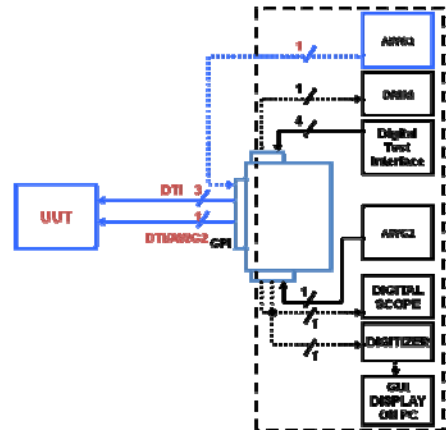 1
AWG1
1
4
Digital
Test
Interface
DTI 3
UUT
1
DTI/AWG2
GPI
AWG2
1
DIGITAL
SCOPE
1
DIGITIZER
1
GUI
DISPLAY
ON PC